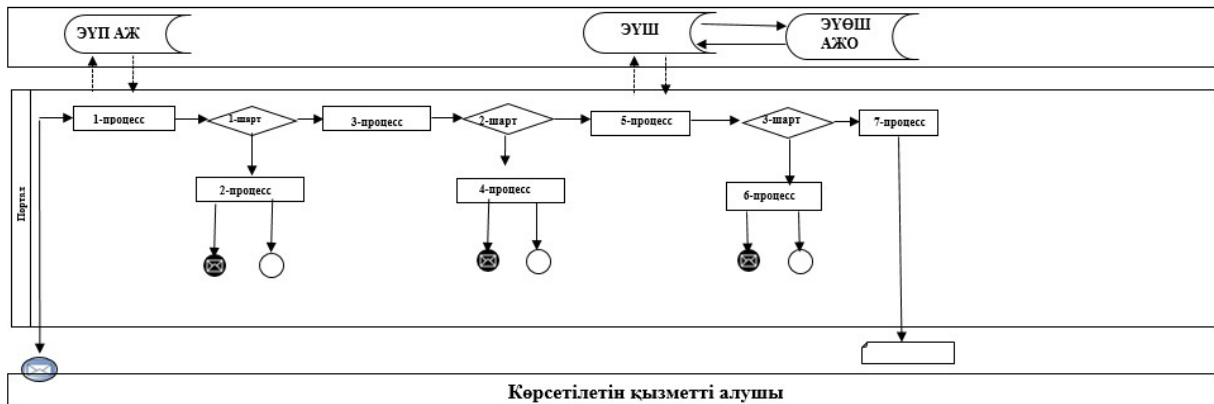 ЭҮП АЖ
ЭҮШ
ЭҮӨШ
АЖО
Портал
1-процесс
1-шарт
3-процесс
2-шарт
5-процесс
3-шарт
7-процесс
2-процесс
4-процесс
6-процесс
Көрсетілетін қызметті алушы